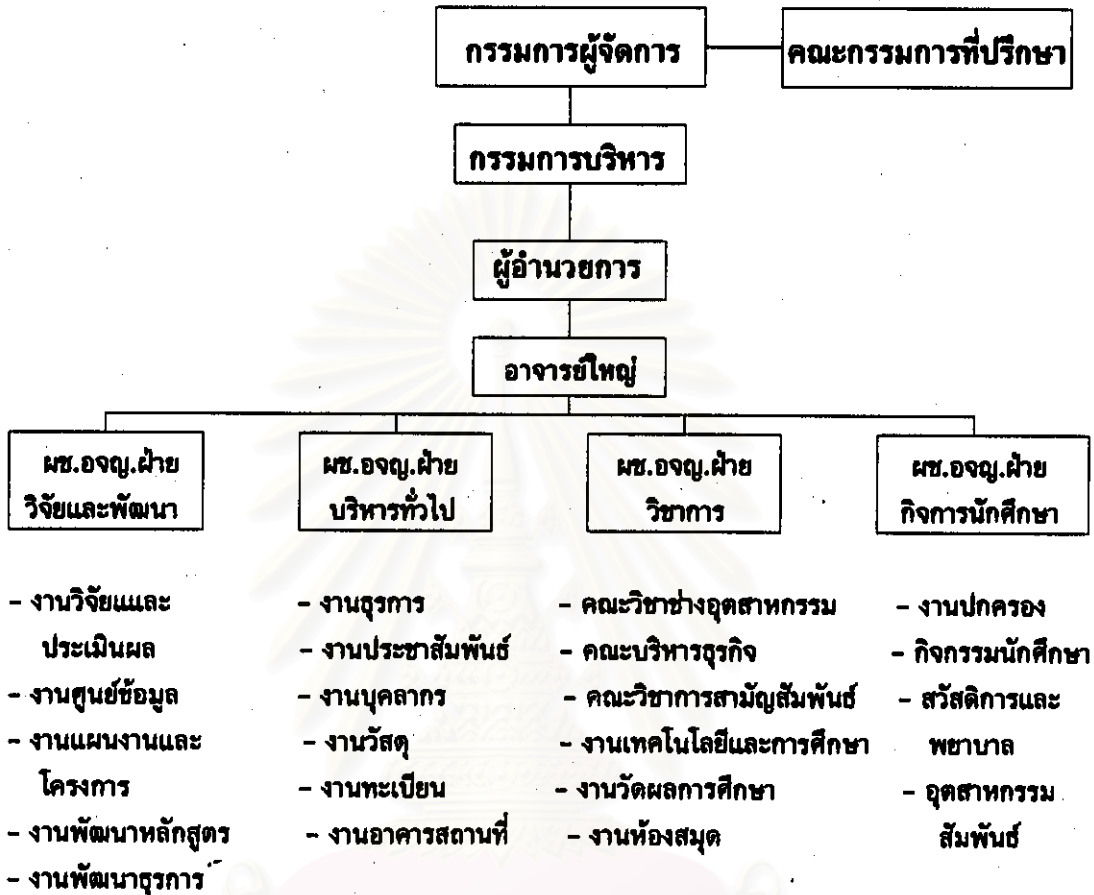 กรรมการผู้จัดการ
คณะกรรมการที่ปรึกษา
กรรมการบริหาร
ผู้อำนวยการ
อาจารย์ใหญ่
ผช.อจญ.ฝ่าย
วิจัยและพัฒนา
- งานวิจัยและ
ประเมินผล
- งานศูนย์ข้อมูล
- งานแผนงานและ
โครงการ
- งานพัฒนาหลักสูตร
- งานพัฒนาธุรการ
ผช.อจญ.ฝ่าย
บริหารทั่วไป
- งานธุรการ
- งานประชาสัมพันธ์
- งานบุคลากร
- งานวัสดุ
- งานทะเบียน
- งานอาคารสถานที่
ผช.อจญ.ฝ่าย
วิชาการ
- คณะวิชาช่างอุตสาหกรรม
- คณะบริหารธุรกิจ
- คณะวิชาการสามัญสัมพันธ์
- งานเทคโนโลยีและการศึกษา
- งานวัดผลการศึกษา
- งานห้องสมุด
ผช.อจญ.ฝ่าย
กิจการนักศึกษา
- งานปกครอง
- กิจกรรมนักศึกษา
- สวัสดิการและ
พยาบาล
- อุตสาหกรรม
สัมพันธ์